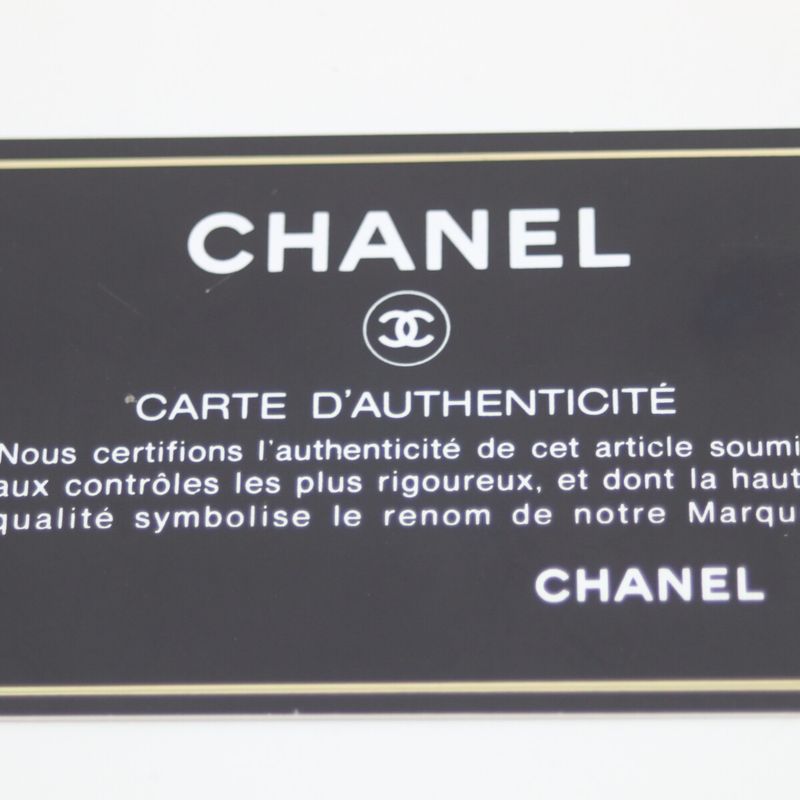 CHANEL
CARTE D'AUTHENTICITÉ
Nous certifions l'authenticité de cet article soumi
aux contrôles les plus rigoureux, et dont la haut
qualité symbolise le renom de notre Marqu
CHANEL